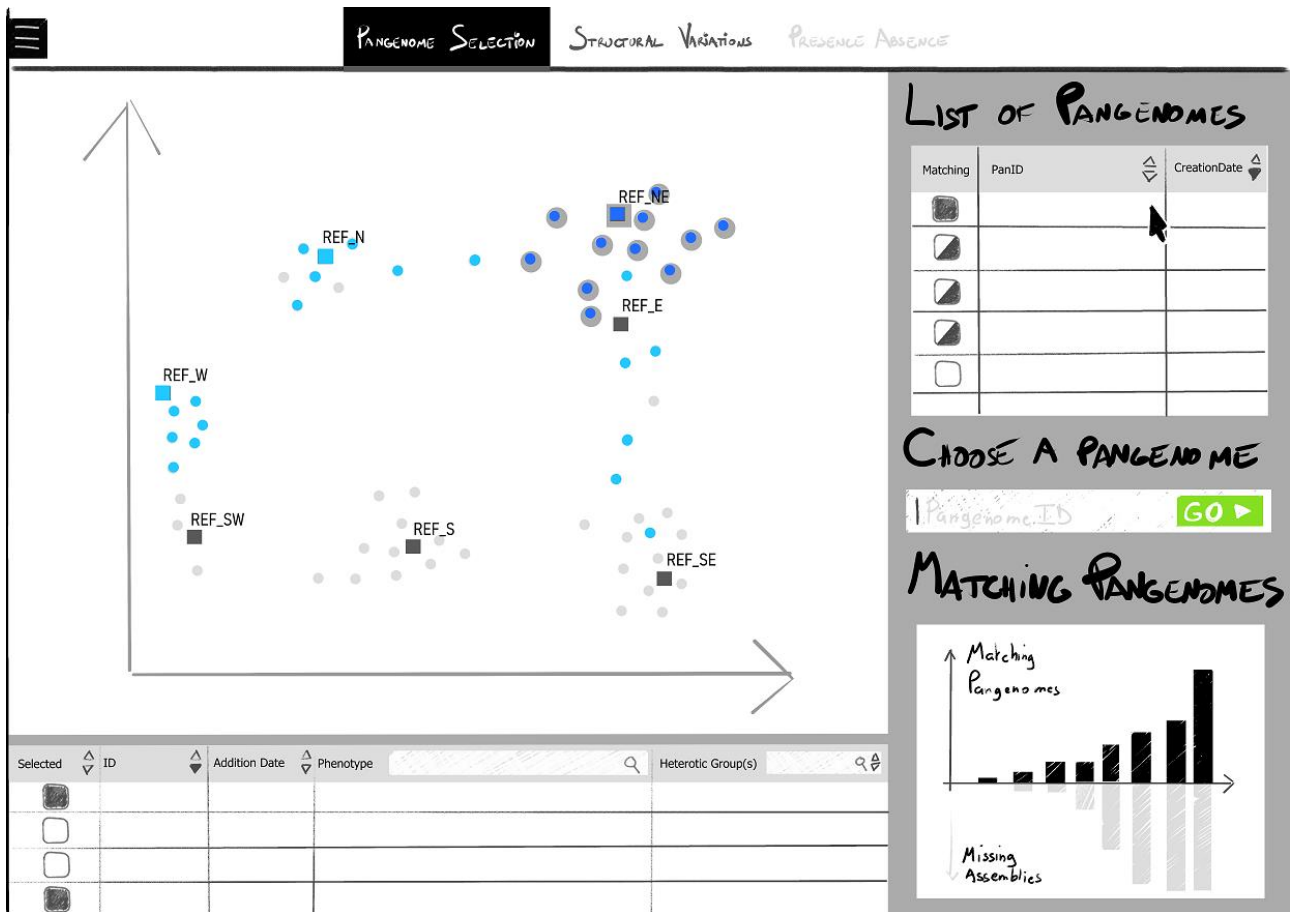 PANGENOME SELECTION
STRUCTURAL VARIATIONS
PRESENCE ABSENCE
REF_NE
REF_N
REF_E
REF_W
REF_SW
REF_S
REF_SE
LIST OF PANGENOMES
Matching PanID CreationDate
CHOOSE A PANGENOME
Pangenome ID GO
MATCHING PANGENOMES
Matching
Pangenomes
Missing
Assemblies
Selected ID Addition Date Phenotype Heterotic Group(s)